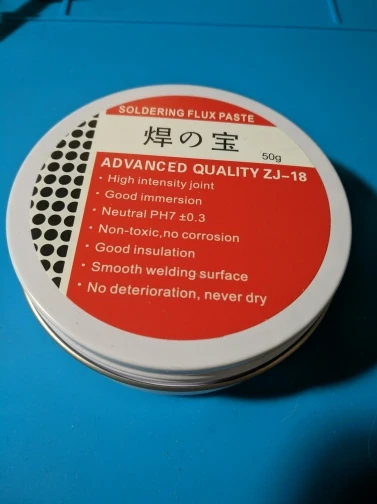 SOLDERING FLUX PASTE
焊の宝
50g
ADVANCED QUALITY ZJ-18
· High intensity joint
· Good immersion
· Neutral PH7 ±0.3
· Non-toxic,no corrosion
· Good insulation
· Smooth welding surface
· No deterioration, never dry